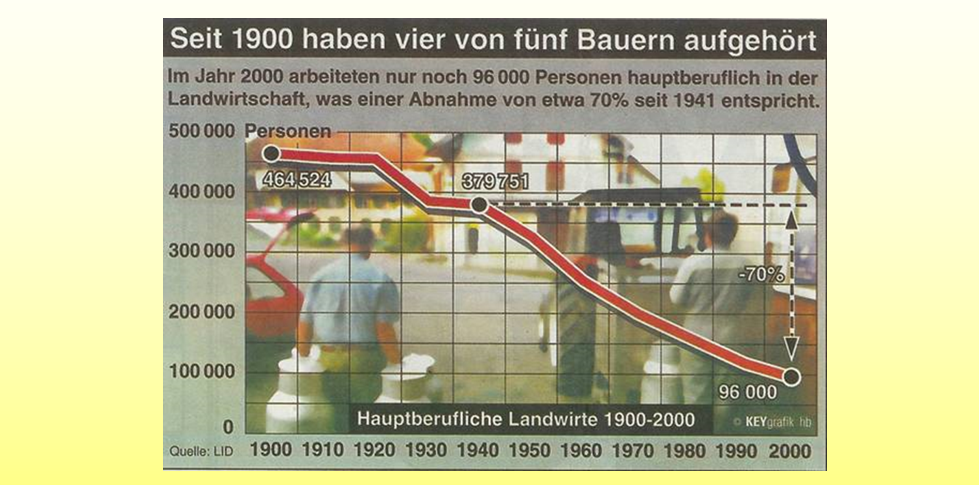 Seit 1900 haben vier von fünf Bauern aufgehört
Im Jahr 2000 arbeiteten nur noch 96 000 Personen hauptberuflich in der
Landwirtschaft, was einer Abnahme von etwa 70% seit 1941 entspricht.
500 000 Personen
464 524
379 751
400 000
300 000
-70%
200 000
100 000
96 000
Hauptberufliche Landwirte 1900-2000
© KEYgrafik hb
0
Quelle: LID
1900 1910 1920 1930 1940 1950 1960 1970 1980 1990 2000